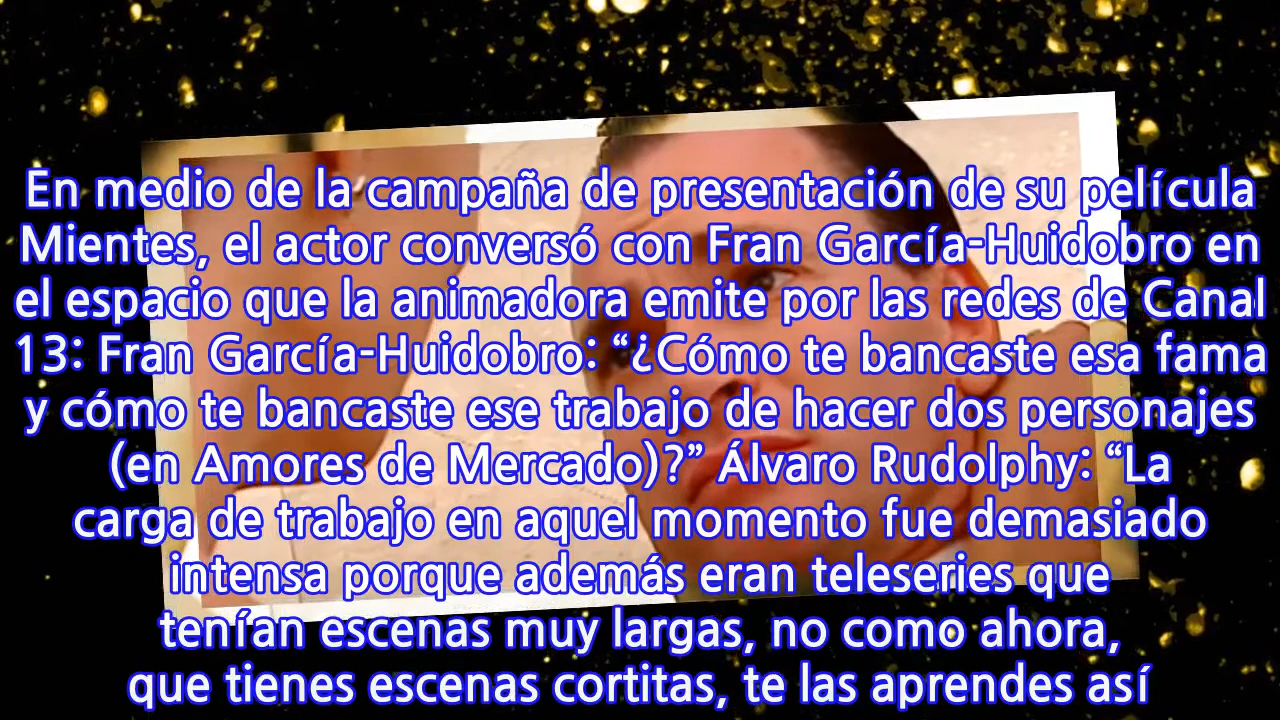 En medio de la campaña de presentación de su película
Mientes, el actor conversó con Fran García-Huidobro en
el espacio que la animadora emite por las redes de Canal
13: Fran García-Huidobro: “¿Cómo te bancaste esa fama
y cómo te bancaste ese trabajo de hacer dos personajes
(en Amores de Mercado)?” Álvaro Rudolphy: “La
carga de trabajo en aquel momento fue demasiado
intensa porque además eran teleseries que
tenían escenas muy largas, no como ahora,
que tienes escenas cortitas, te las aprendes así